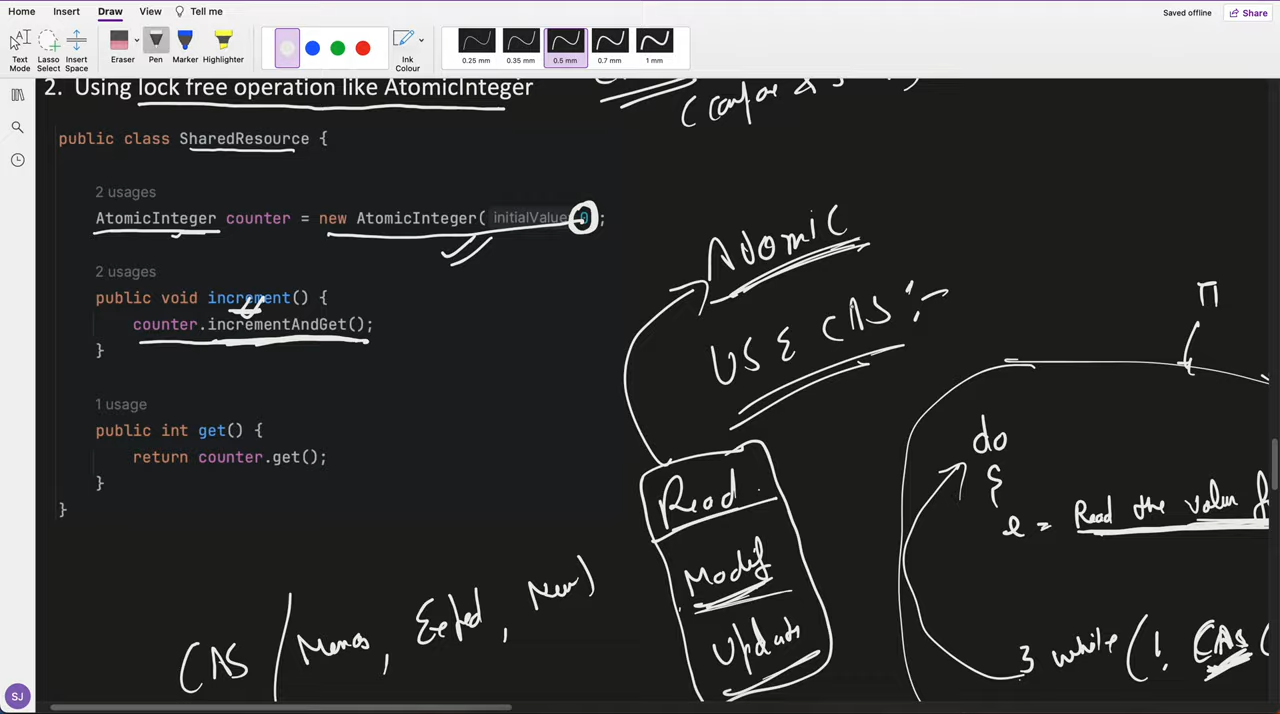 Home Insert Draw View Tell me
Saved offline Share
Text Mode Lasso Select Insert Space Eraser Pen Marker Highlighter Ink Colour 0.25 mm 0.35 mm 0.5 mm 0.7 mm 1 mm
2. Using lock free operation like AtomicInteger
public class SharedResource {
2 usages
AtomicInteger counter = new AtomicInteger( initialValue 0 ;
2 usages
public void increment() {
counter.incrementAndGet();
}
1 usage
public int get() {
return counter.get();
}
}
Atomic
USE CAS :-
Read
Modif
Update
CAS ( Memo , Expted , New )
do
{
= Read the value f
} while ( ! CAS (
SJ